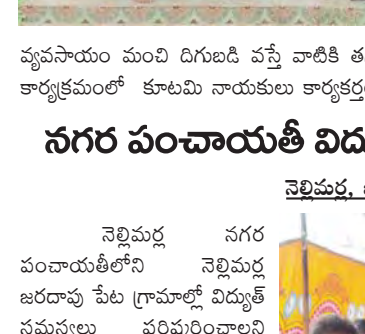 వ్యవసాయం మంచి దిగుబడి వస్తే వాటికి
కార్యక్రమంలో కూటమి నాయకులు
నగర పంచాయతీ
నెల్లిమర్ల,
నెల్లిమర్ల నగర
పంచాయతీలోని నెల్లిమర్ల
జరదాపు పేట గ్రామాల్లో విద్యుత్
సమస్యలు పరిష్కరించాలని